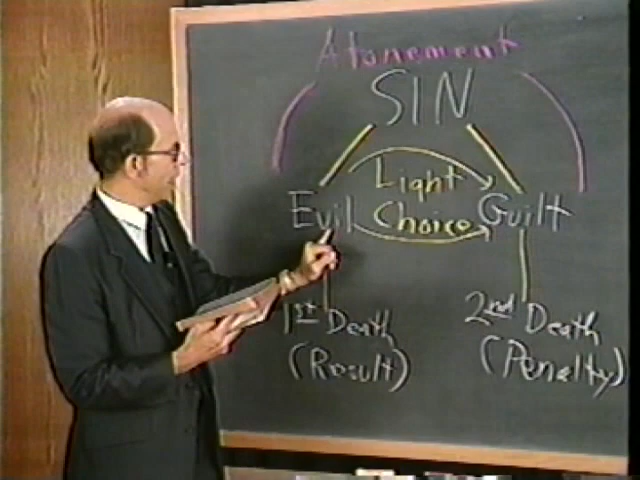 Atonement
SIN
Light
Evil Choice Guilt
1st Death 2nd Death
(Result) (Penalty)